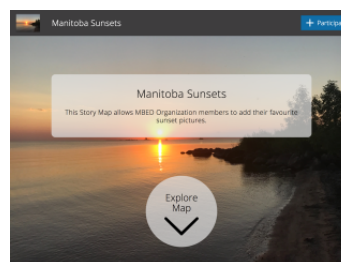 Manitoba Sunsets
+ Participa
Manitoba Sunsets
This Story Map allows MBED Organization members to add their favourite
sunset pictures.
Explore
Map